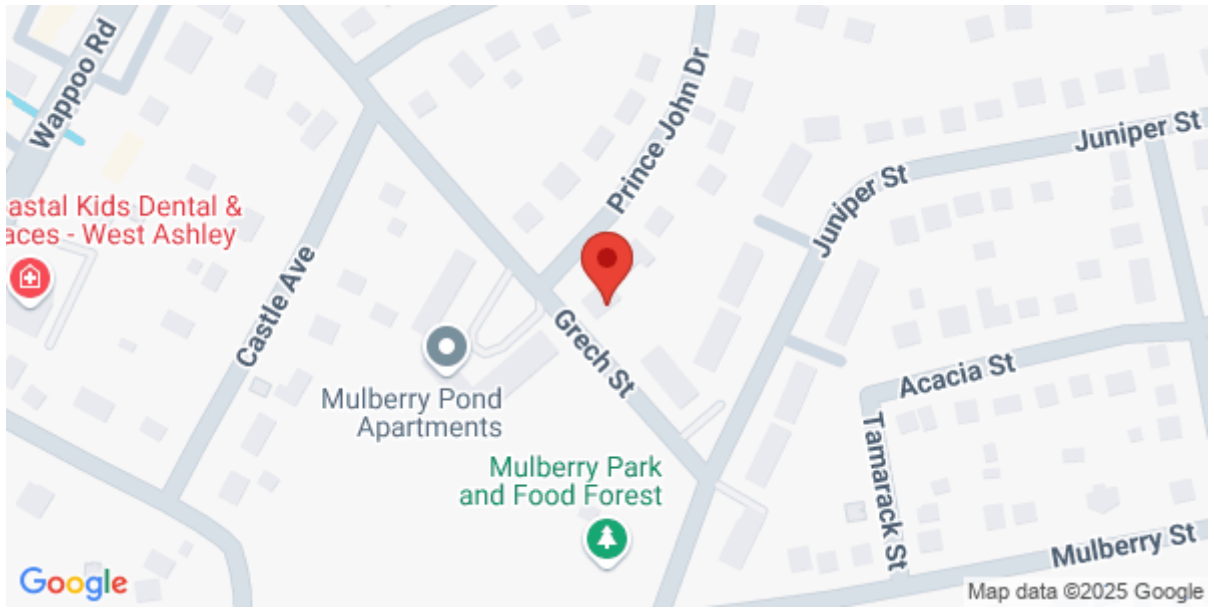 Wappoo Rd
Prince John Dr
Juniper St
Juniper St
astal Kids Dental &
aces - West Ashley
Castle Ave
Grech St
Mulberry Pond
Apartments
Acacia St
Tamarack St
Mulberry Park
and Food Forest
Mulberry St
Google
Map data ©2025 Google